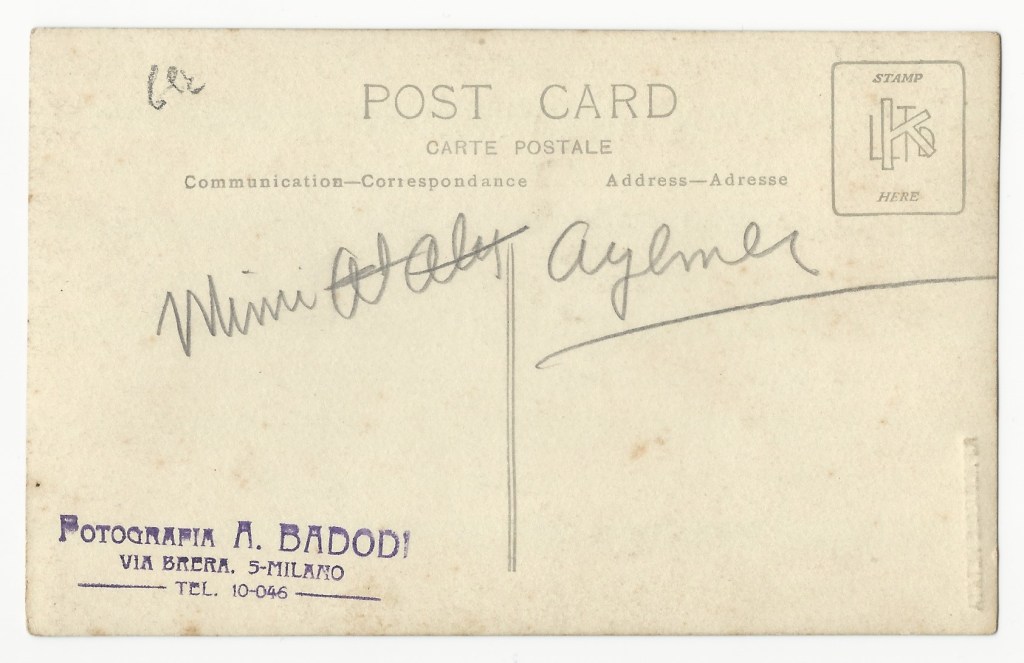 POST CARD
CARTE POSTALE
Communication—Correspondance
Address—Adresse
STAMP
HERE
Mimi Aylmer
FOTOGRAFIA A. BADODI
VIA BRERA. 5-MILANO
TEL. 10-046